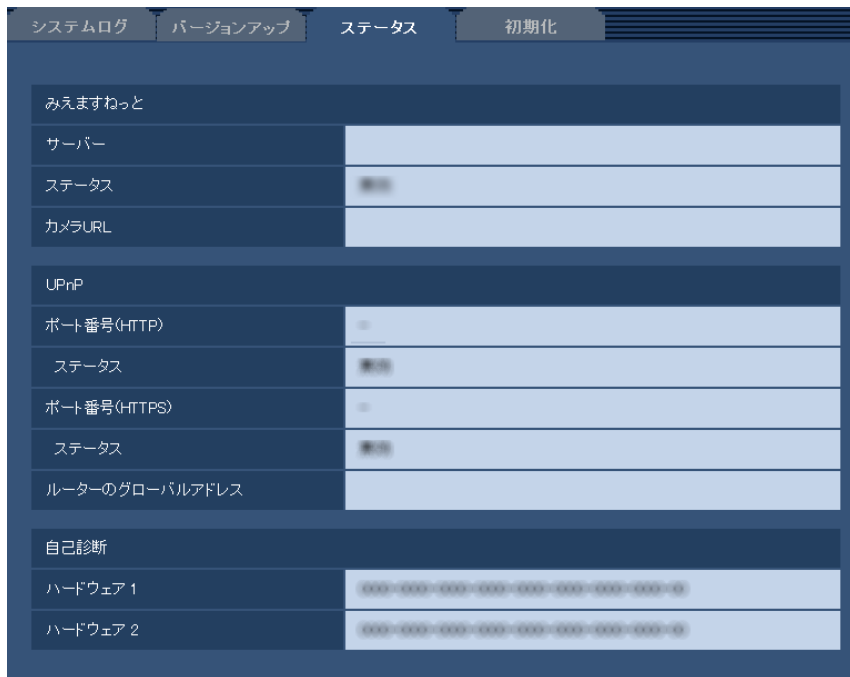 システムログ バージョンアップ ステータス 初期化
みえますねっと
サーバー
ステータス
カメラURL
UPnP
ポート番号(HTTP)
ステータス
ポート番号(HTTPS)
ステータス
ルーターのグローバルアドレス
自己診断
ハードウェア 1
ハードウェア 2